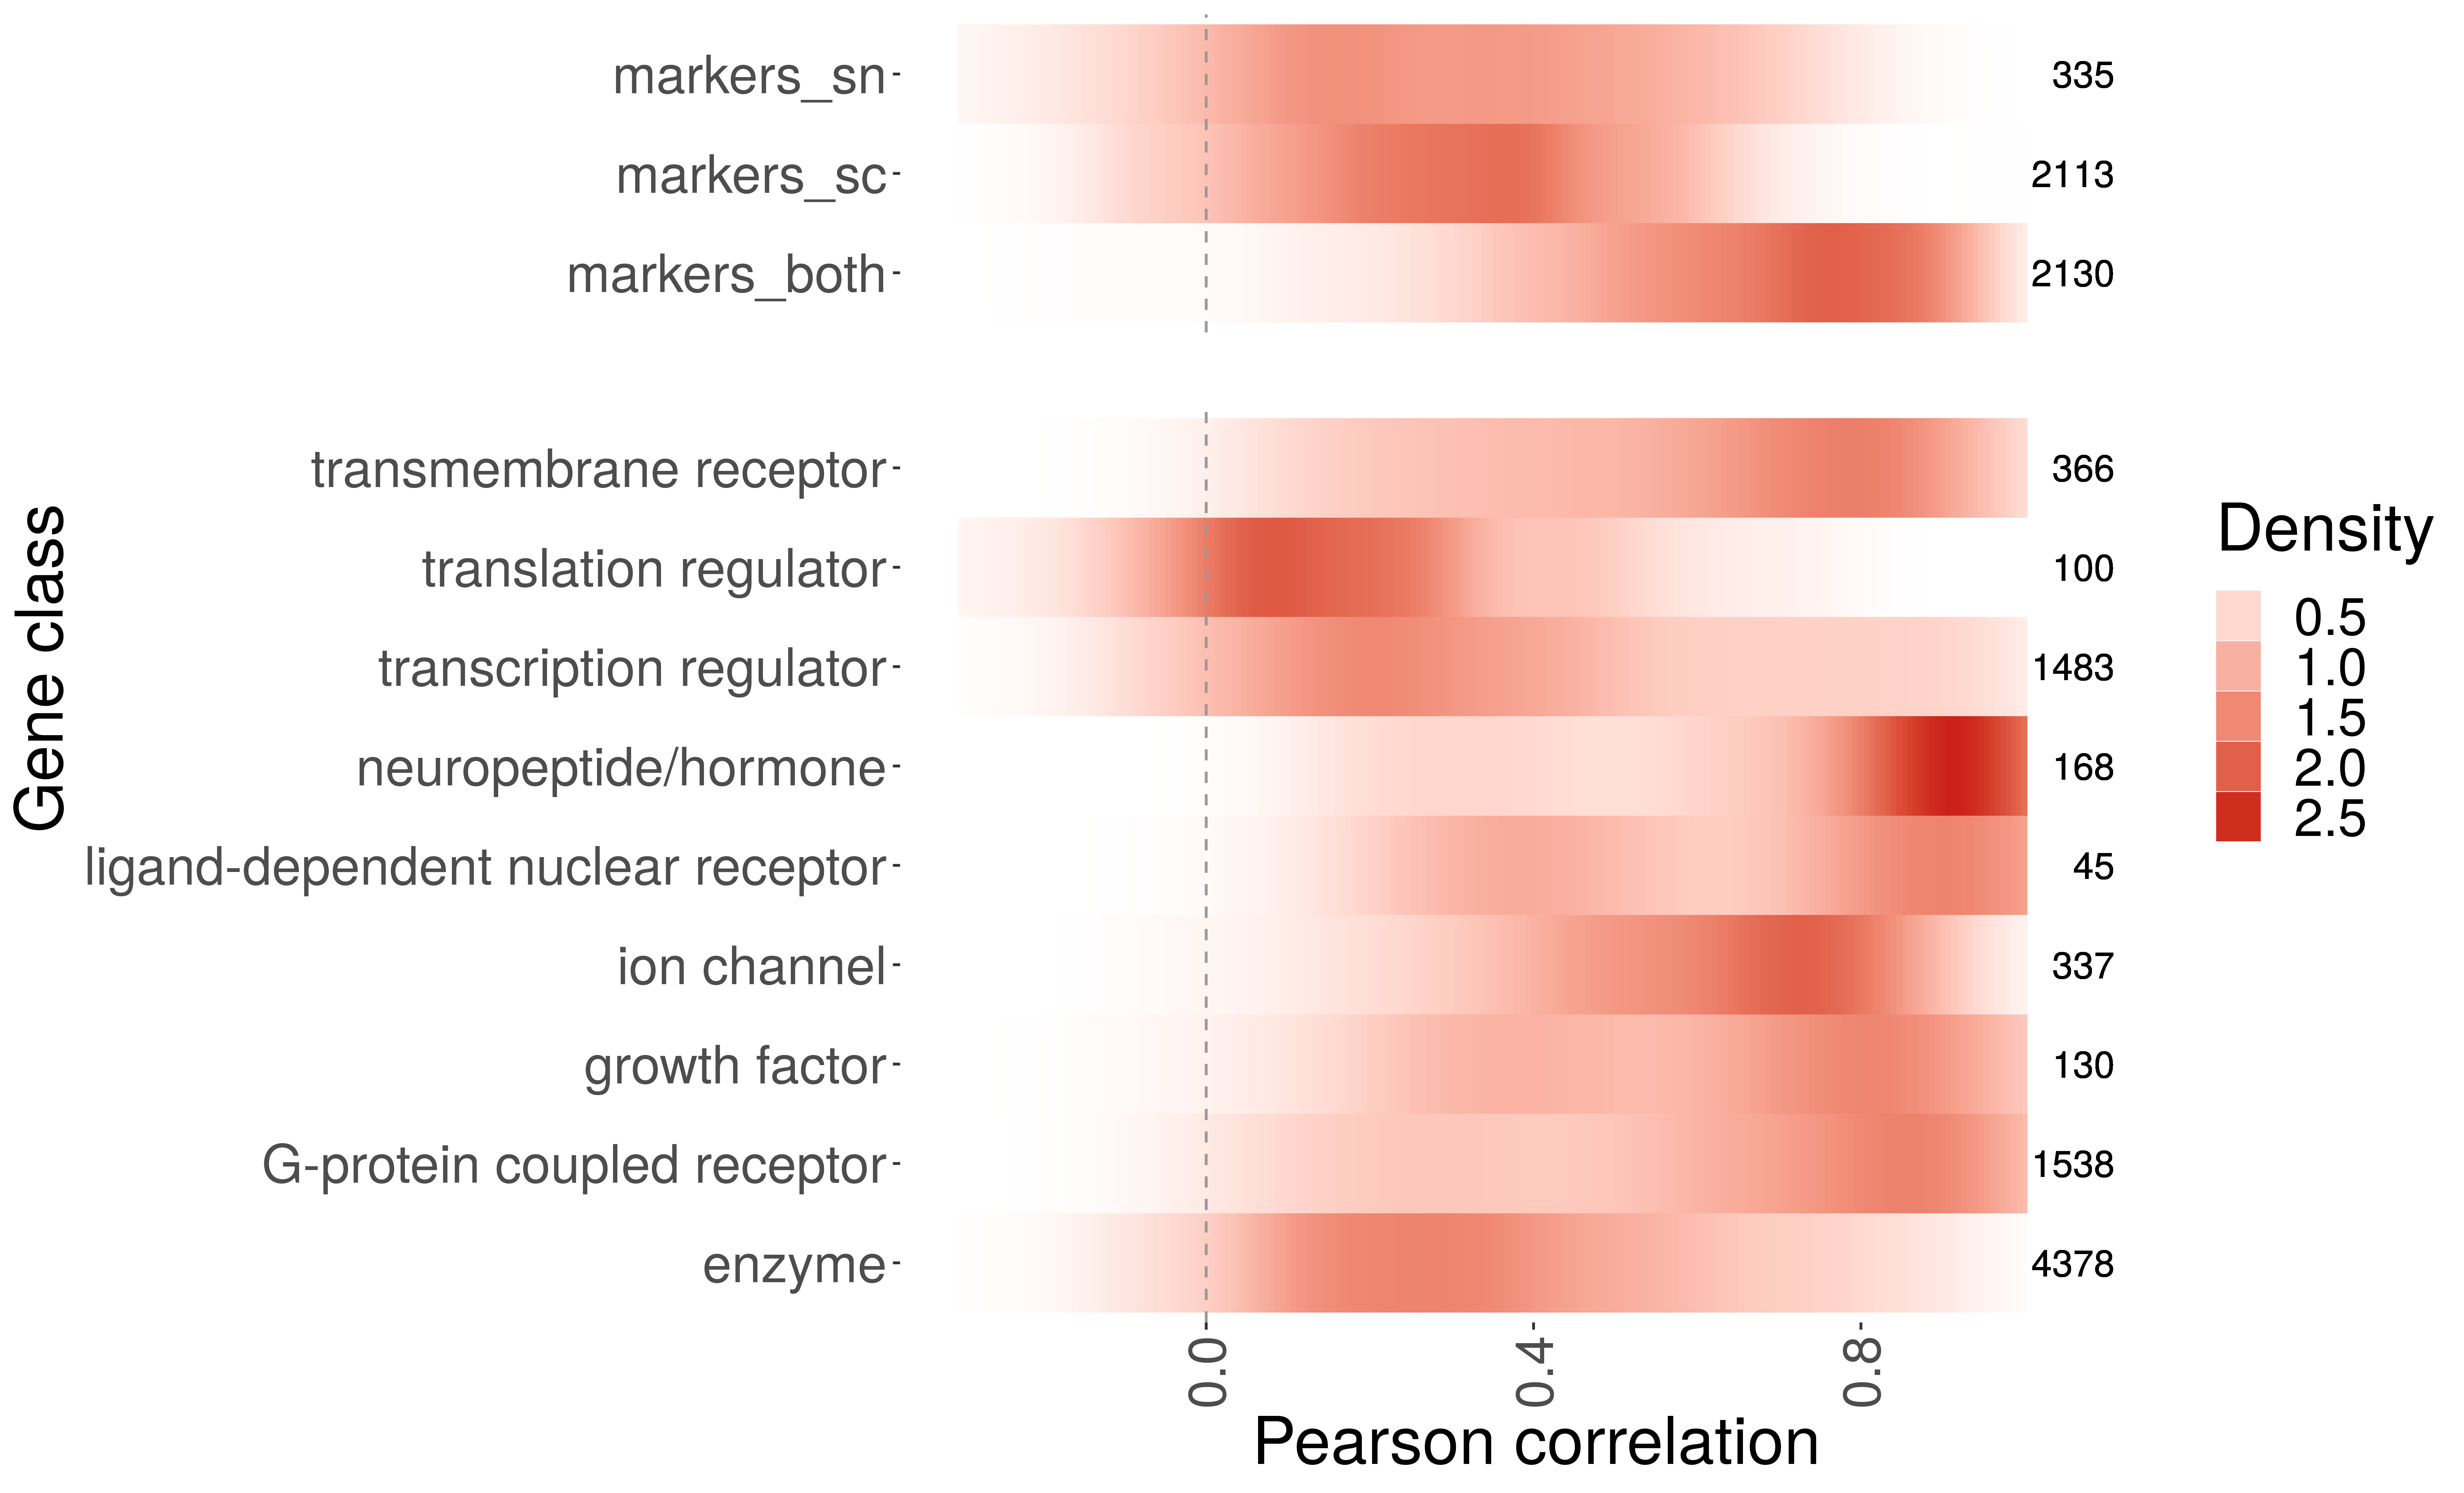 markers_sn 335
markers_sc 2113
markers_both 2130
transmembrane receptor 366
translation regulator 100
transcription regulator 1483
neuropeptide/hormone 168
ligand-dependent nuclear receptor 45
ion channel 337
growth factor 130
G-protein coupled receptor 1538
enzyme 4378
Gene class
0.0 0.4 0.8
Pearson correlation
Density
0.5
1.0
1.5
2.0
2.5